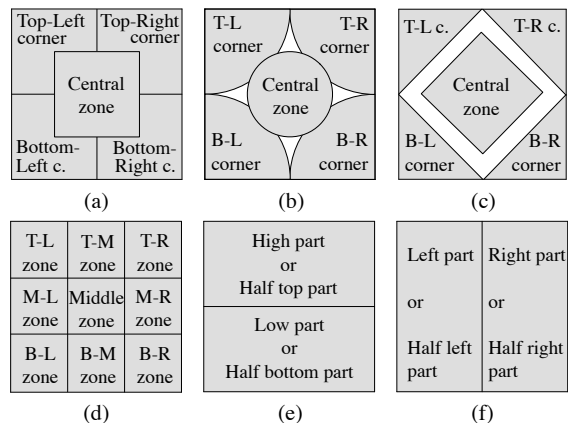 Top-Left corner
Top-Right corner
Central zone
Bottom-Left c.
Bottom-Right c.
(a)
T-L corner
T-R corner
Central zone
B-L corner
B-R corner
(b)
T-L c.
T-R c.
Central zone
B-L corner
B-R corner
(c)
T-L zone
T-M zone
T-R zone
M-L zone
Middle zone
M-R zone
B-L zone
B-M zone
B-R zone
(d)
High part
or
Half top part
Low part
or
Half bottom part
(e)
Left part
or
Half left part
Right part
or
Half right part
(f)